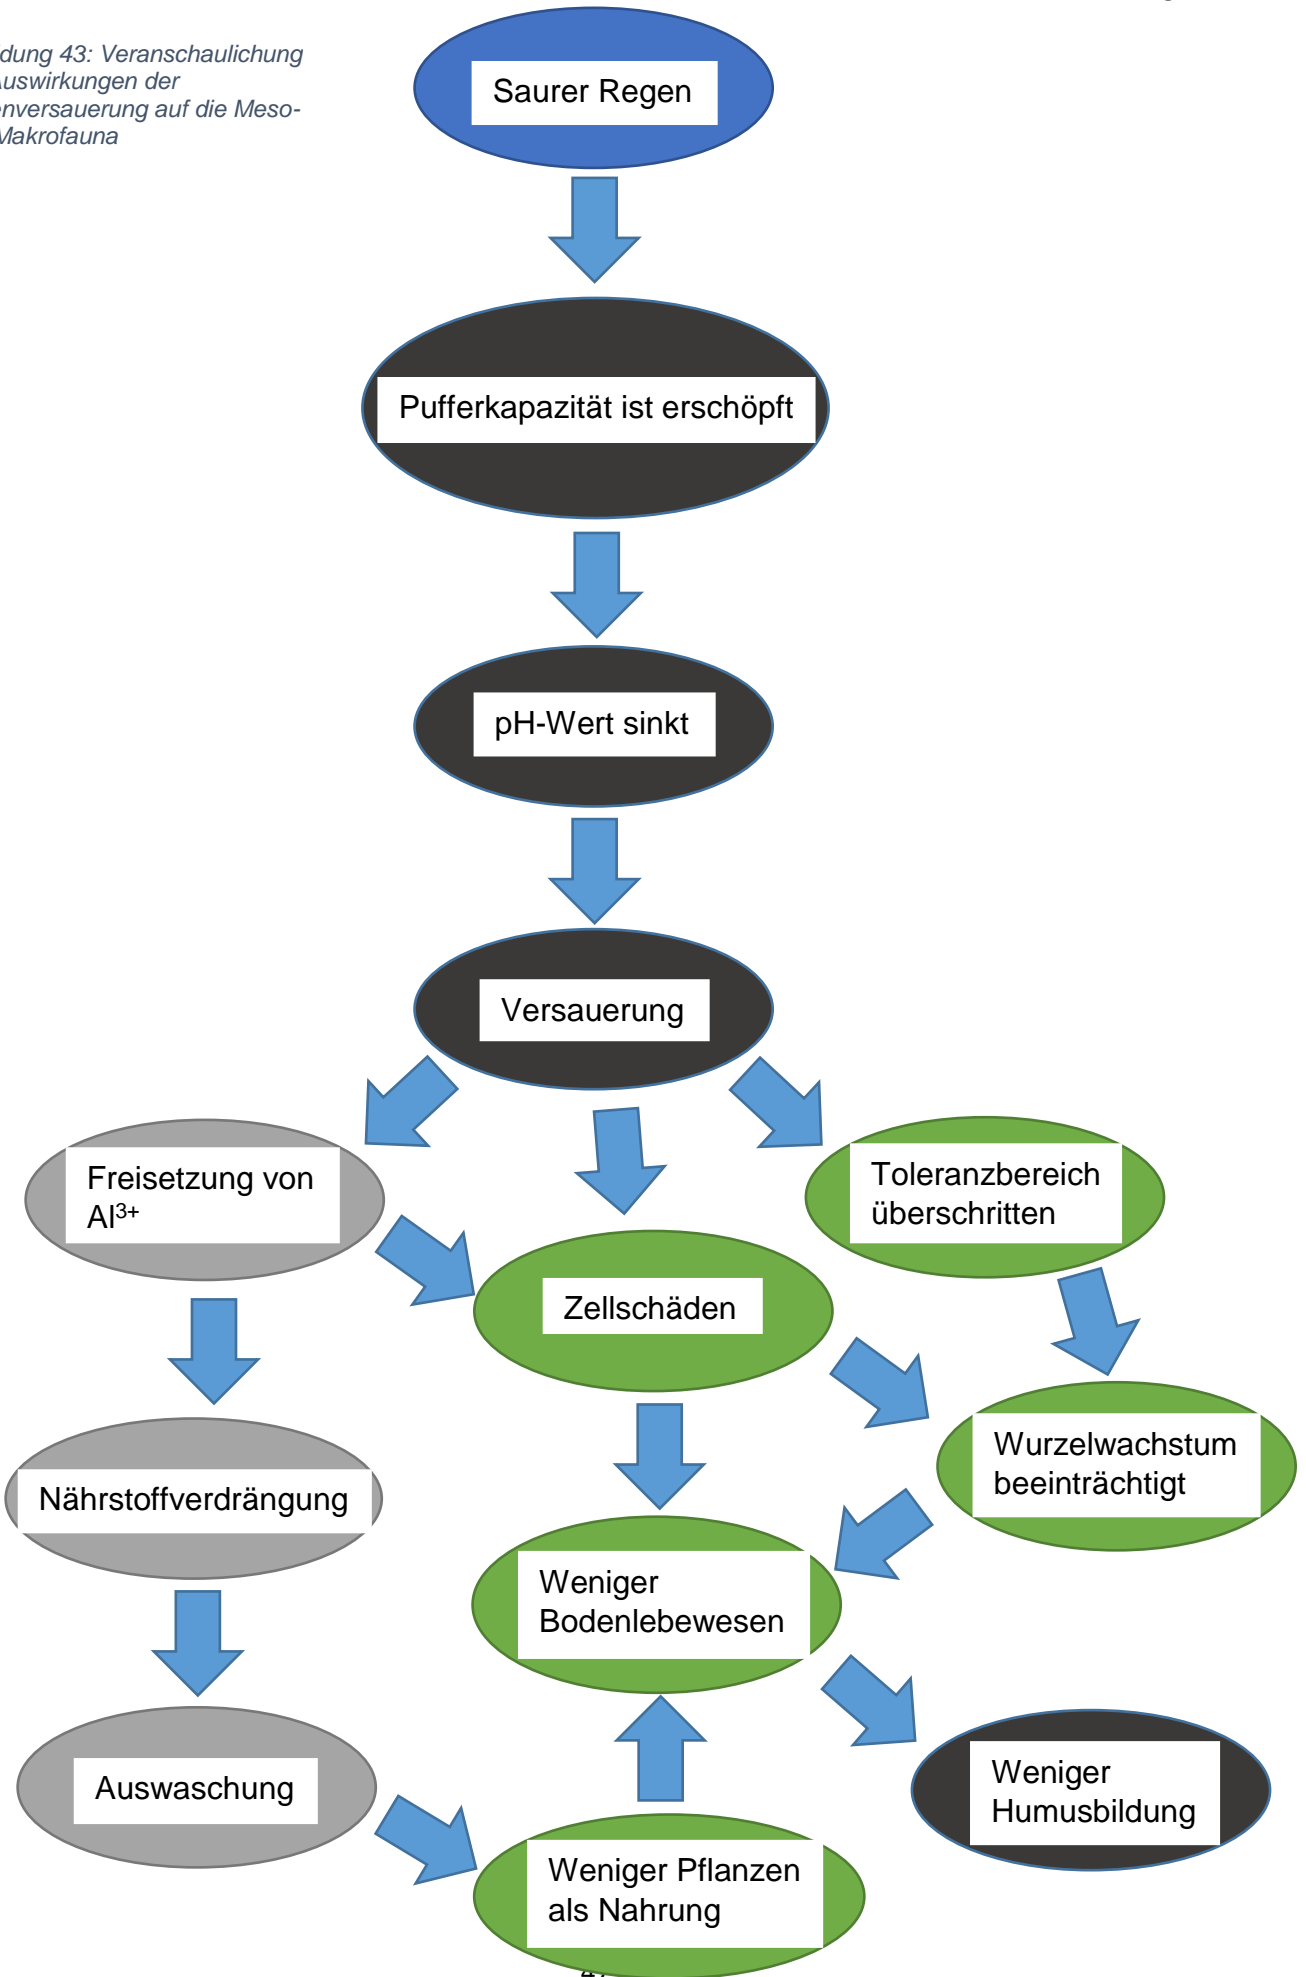 dung 43: Veranschaulichung
uswirkungen der
nversauerung auf die Meso-
Makrofauna
Saurer Regen
Pufferkapazität ist erschöpft
pH-Wert sinkt
Versauerung
Freisetzung von
Al³⁺
Toleranzbereich
überschritten
Zellschäden
Wurzelwachstum
beeinträchtigt
Nährstoffverdrängung
Weniger
Bodenlebewesen
Auswaschung
Weniger
Humusbildung
Weniger Pflanzen
als Nahrung